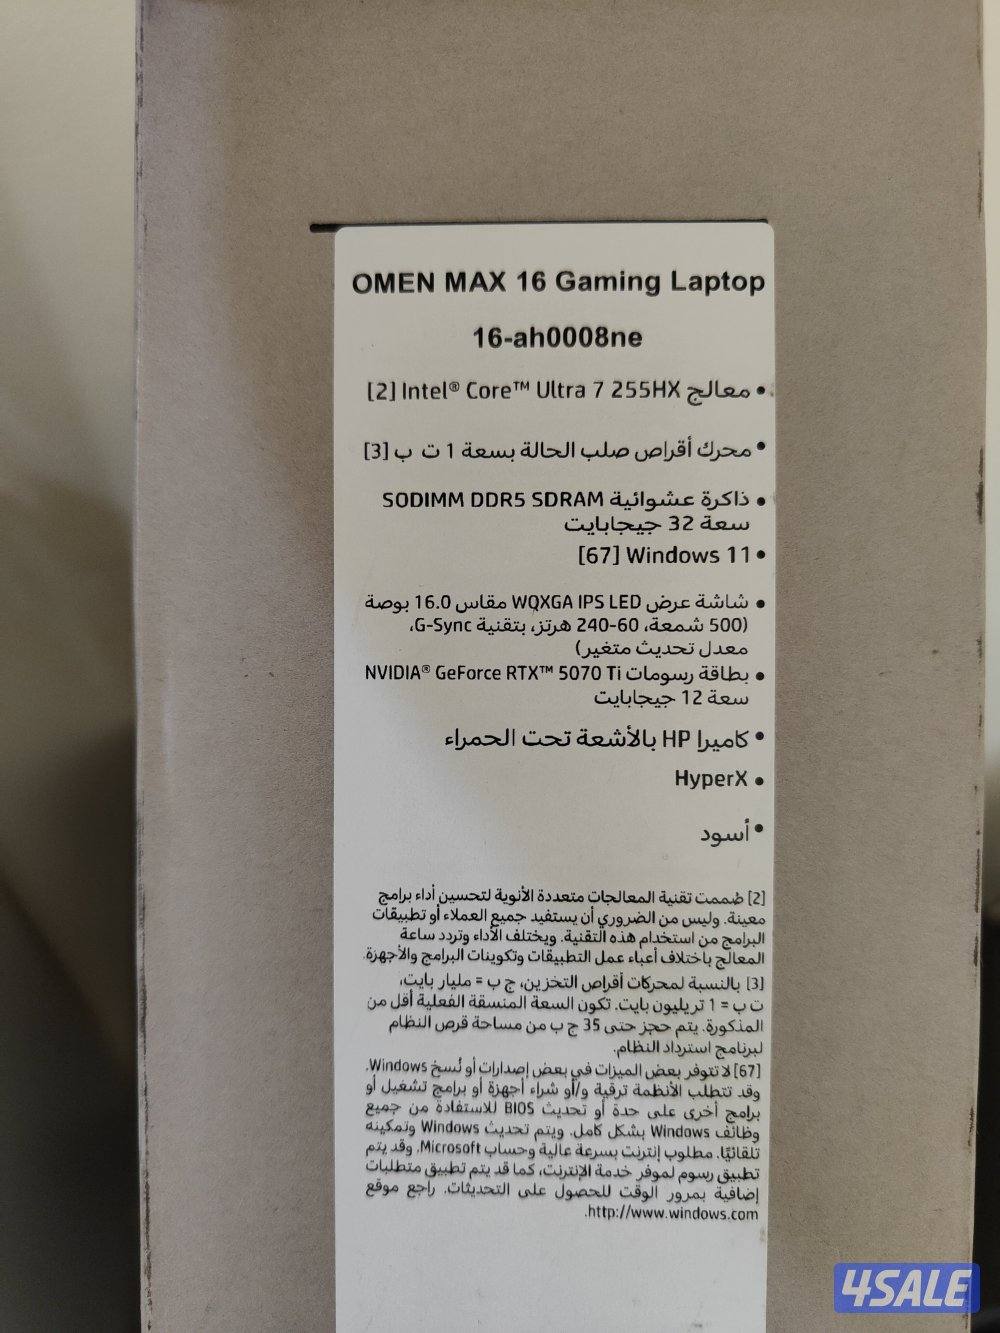 OMEN MAX 16 Gaming Laptop
16-ah0008ne
• معالج Intel® Core™ Ultra 7 255HX [2]
• محرك أقراص صلب الحالة بسعة 1 ت ب [3]
• ذاكرة عشوائية SODIMM DDR5 SDRAM
سعة 32 جيجابايت
• Windows 11 [67]
• شاشة عرض WQXGA IPS LED مقاس 16.0 بوصة
(500 شمعة، 60-240 هرتز، بتقنية G-Sync،
معدل تحديث متغير)
• بطاقة رسومات NVIDIA® GeForce RTX™ 5070 Ti
سعة 12 جيجابايت
• كاميرا HP بالأشعة تحت الحمراء
• HyperX
• أسود
[2] صُممت تقنية المعالجات متعددة الأنوية لتحسين أداء برامج
معينة. وليس من الضروري أن يستفيد جميع العملاء أو تطبيقات
البرامج من استخدام هذه التقنية. ويختلف الأداء وتردد ساعة
المعالج باختلاف أعباء عمل التطبيقات وتكوينات البرامج والأجهزة.
[3] بالنسبة لمحركات أقراص التخزين، ج ب = مليار بايت،
ت ب = 1 تريليون بايت. تكون السعة المنسقة الفعلية أقل من
المذكورة. يتم حجز حتى 35 ج ب من مساحة قرص النظام
لبرنامج استرداد النظام.
[67] لا تتوفر بعض الميزات في بعض إصدارات أو نُسخ Windows.
وقد تتطلب الأنظمة ترقية و/أو شراء أجهزة أو برامج تشغيل أو
برامج أخرى على حدة أو تحديث BIOS للاستفادة من جميع
وظائف Windows بشكل كامل. ويتم تحديث Windows وتمكينه
تلقائيًا. مطلوب إنترنت بسرعة عالية وحساب Microsoft. وقد يتم
تطبيق رسوم لموفر خدمة الإنترنت، كما قد يتم تطبيق متطلبات
إضافية بمرور الوقت للحصول على التحديثات. راجع موقع
http://www.windows.com.
4SALE